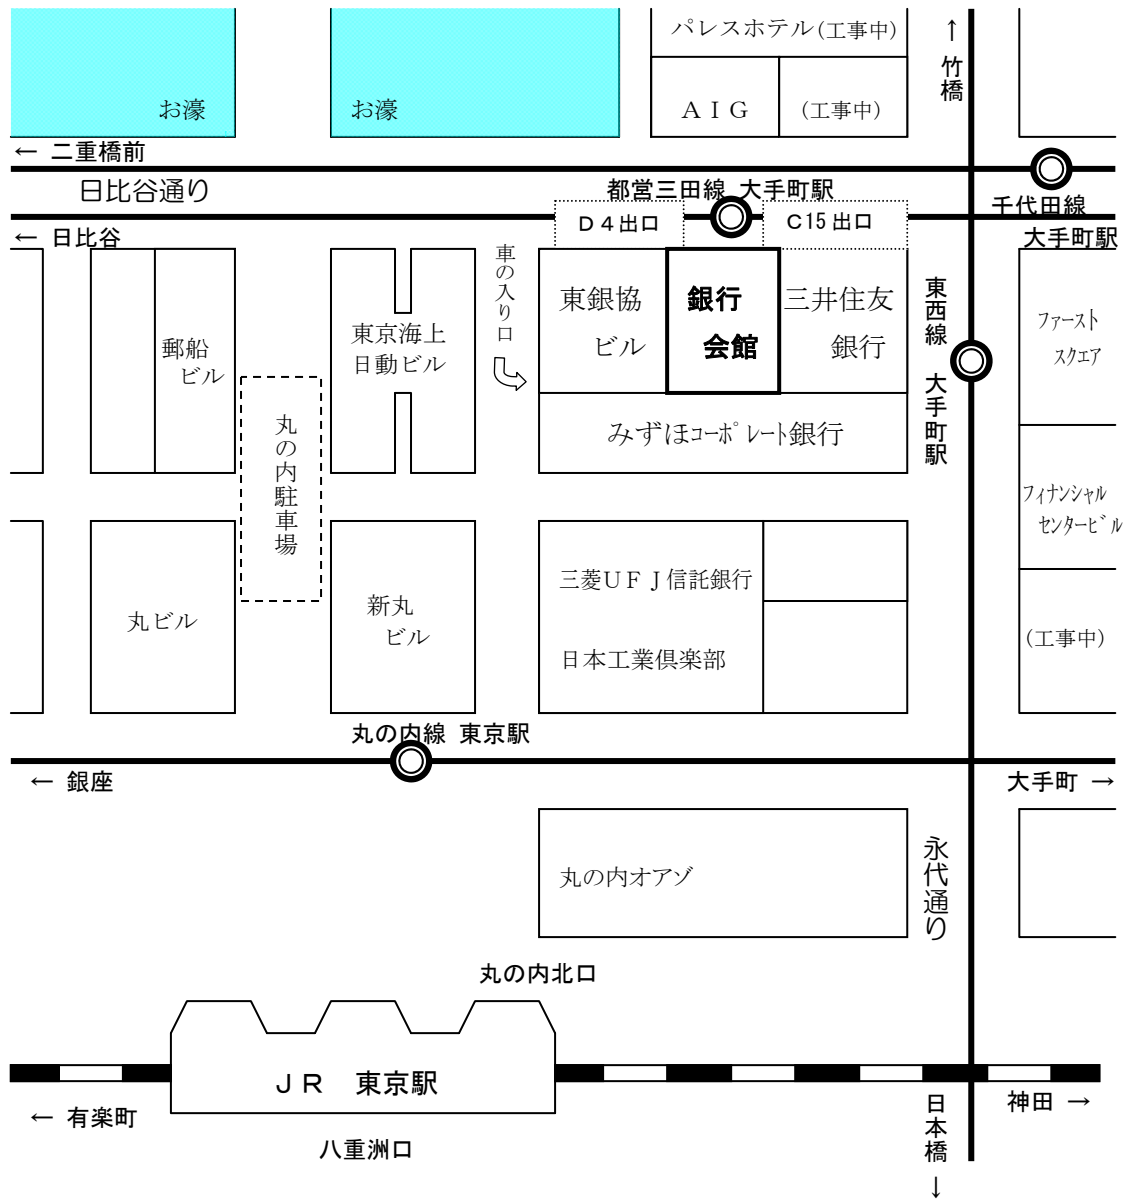 パレスホテル(工事中)
↑
竹橋
お濠
お濠
ＡＩＧ
(工事中)
← 二重橋前
日比谷通り
都営三田線 大手町駅
千代田線
大手町駅
← 日比谷
Ｄ４出口
C15出口
車の入り口
東銀協
ビル
銀行
会館
三井住友
銀行
東西線 大手町駅
ファースト
スクエア
郵船
ビル
東京海上
日動ビル
丸の内駐車場
みずほコーポレート銀行
フィナンシャル
センタービル
丸ビル
新丸
ビル
三菱ＵＦＪ信託銀行
日本工業倶楽部
(工事中)
丸の内線 東京駅
← 銀座
大手町 →
丸の内オアゾ
永代通り
丸の内北口
ＪＲ 東京駅
← 有楽町
日本橋
↓
神田 →
八重洲口